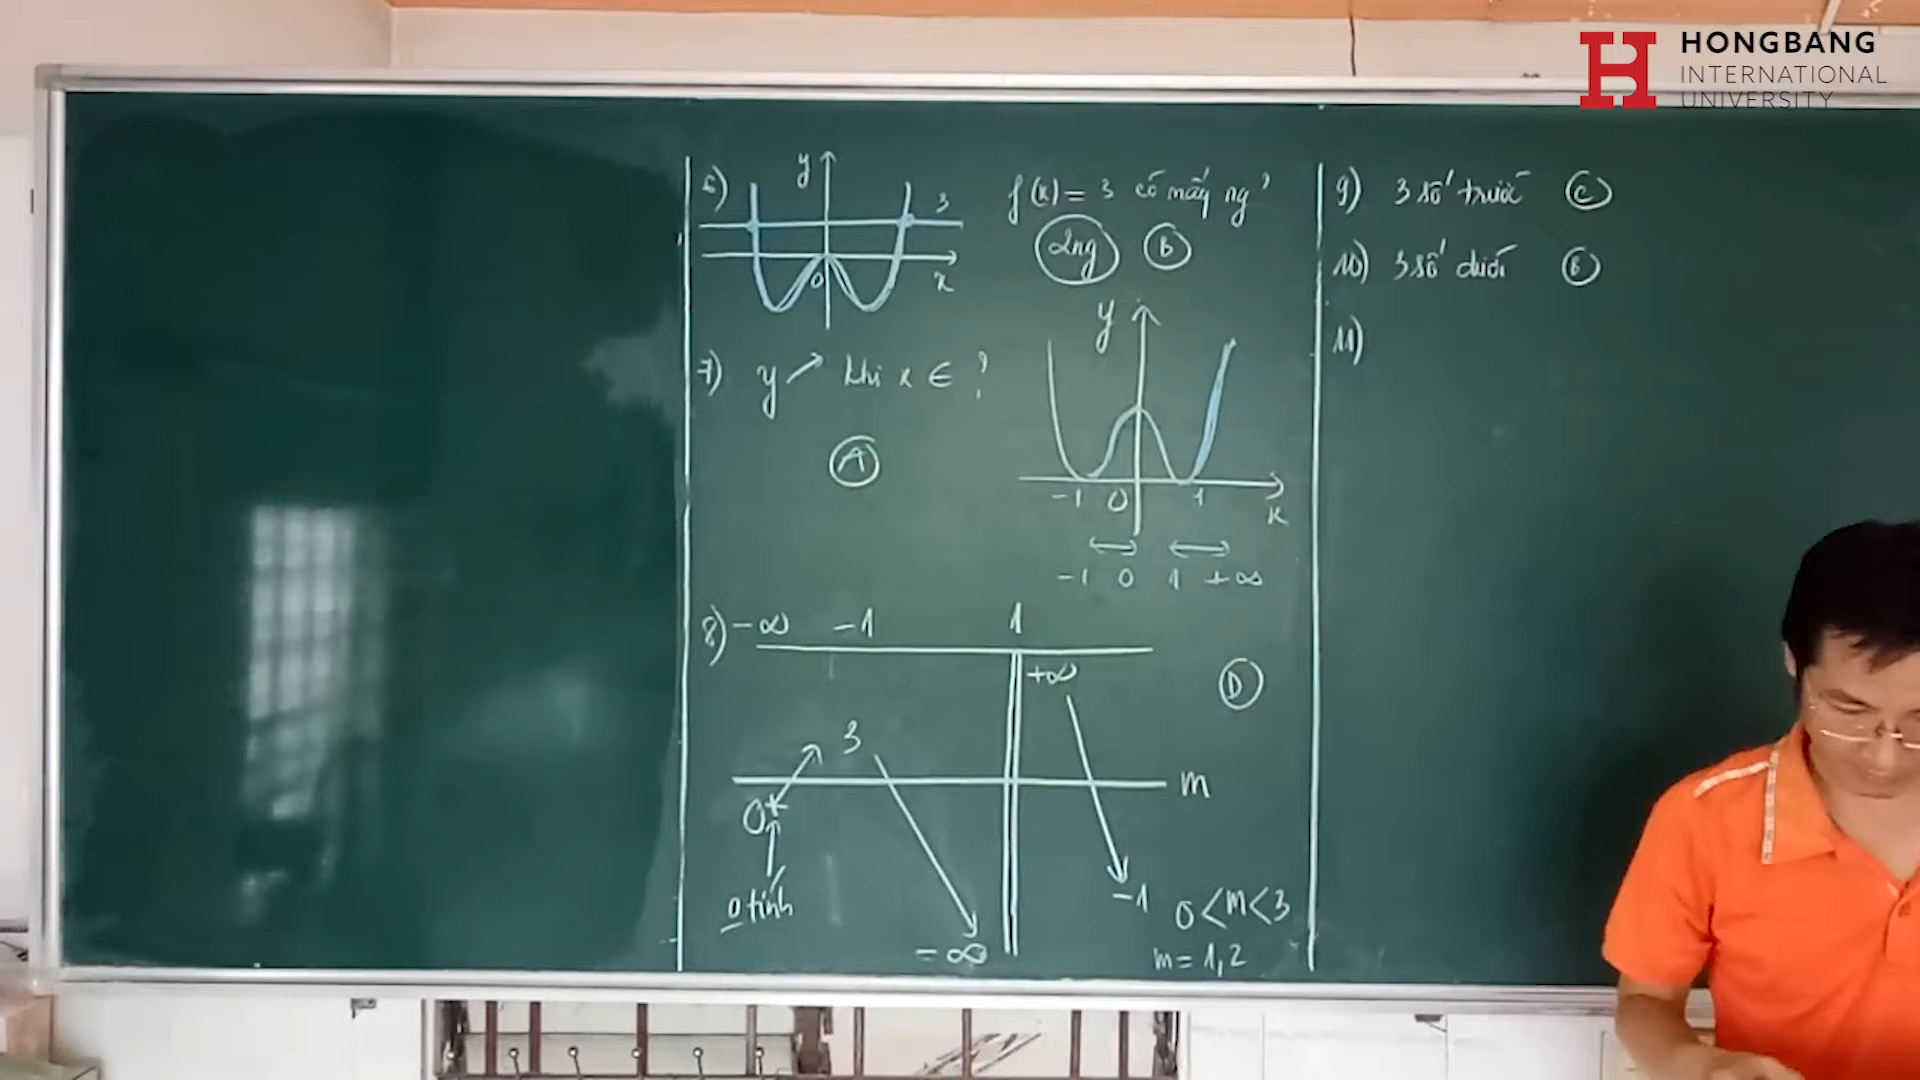 HONGBANG
INTERNATIONAL
UNIVERSITY
6) y 3 0 x
f(x) = 3 có mấy ng?
2ng B
7) y ↗ khi x ∈ ?
A
y
-1 0 1 x
-1 0 1 +∞
8) -∞ -1 1
+∞
D
3
m
0+
0 tính
-1
0 < m < 3
-∞
m = 1, 2
9) 3 số trước C
10) 3 số dưới B
11)